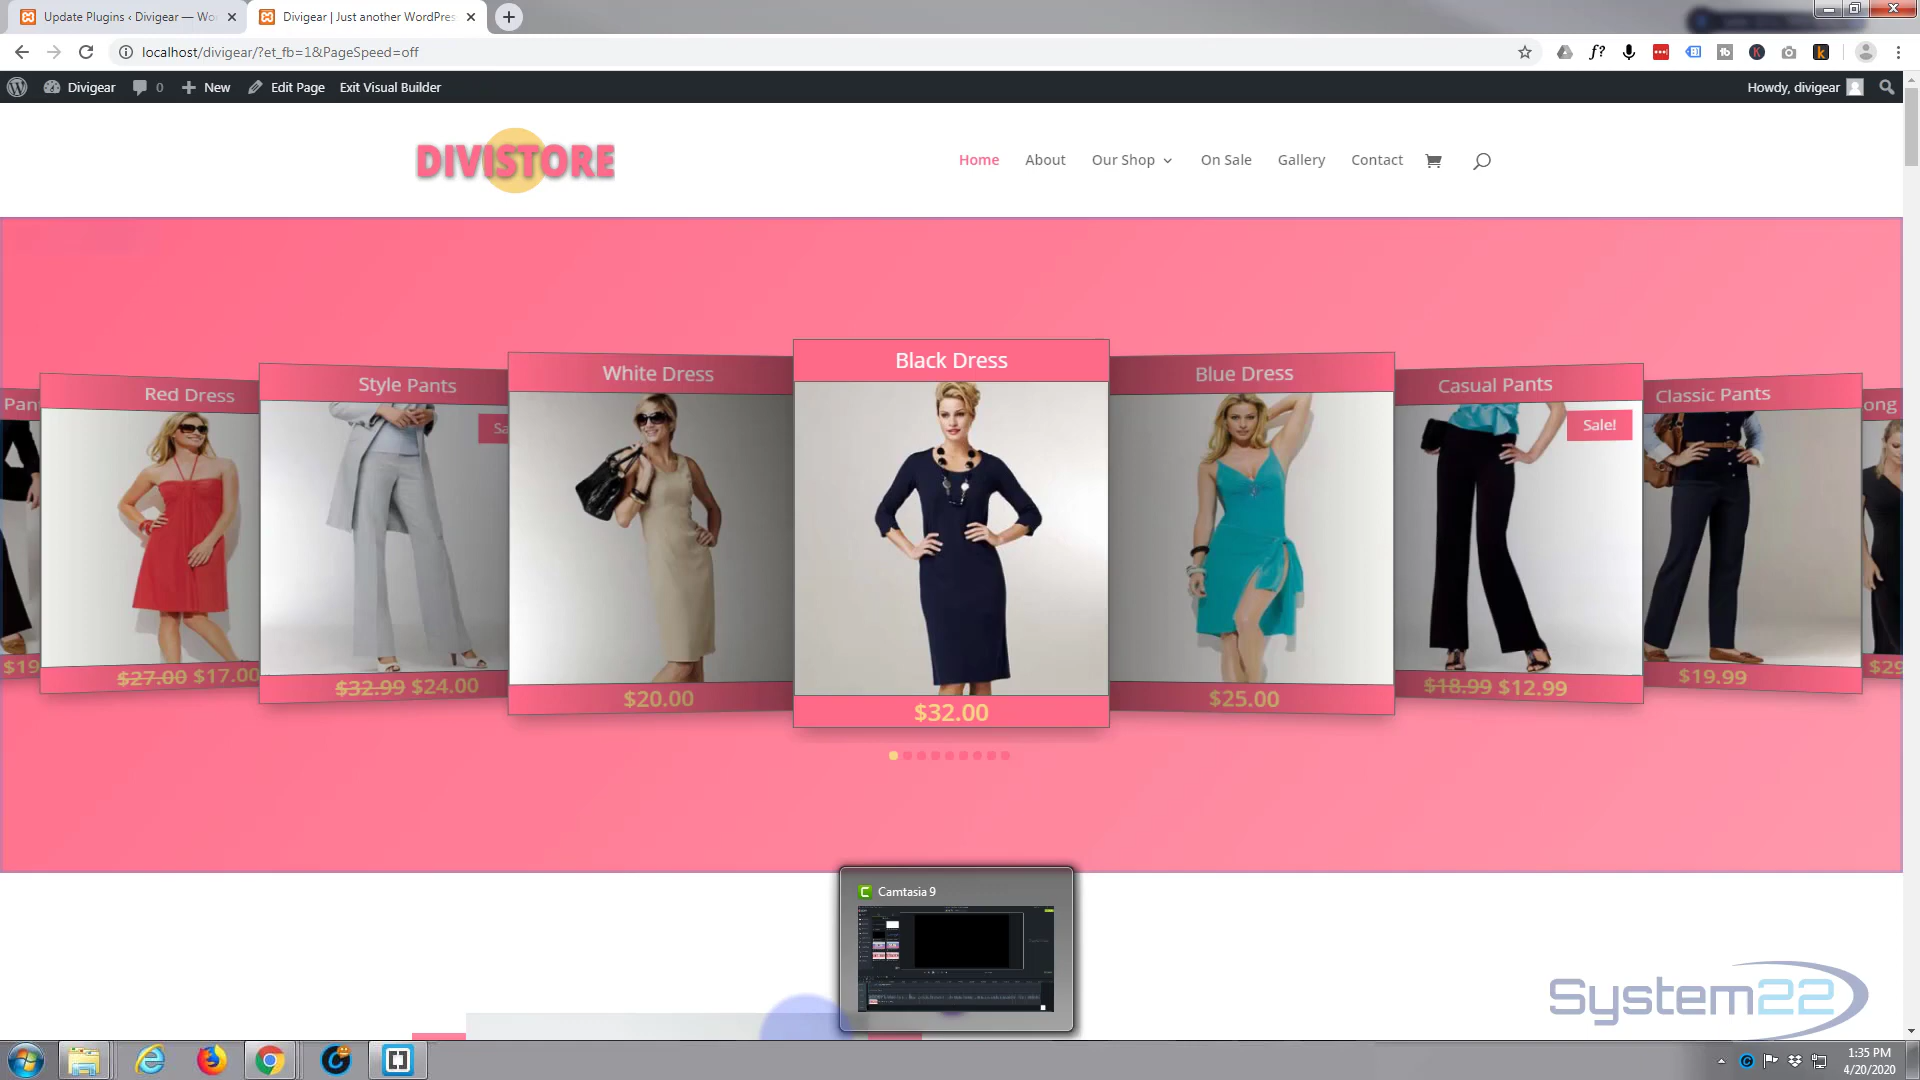 Update Plugins ‹ Divigear — Wo
Divigear | Just another WordPres
localhost/divigear/?et_fb=1&PageSpeed=off
Divigear 0 New Edit Page Exit Visual Builder
Howdy, divigear
DIVISTORE
Home About Our Shop On Sale Gallery Contact
Red Dress
Style Pants
White Dress
Black Dress
Blue Dress
Casual Pants
Classic Pants
Sale!
$27.00 $17.00
$32.99 $24.00
$20.00
$32.00
$25.00
$18.99 $12.99
$19.99
Camtasia 9
System22
1:35 PM
4/20/2020